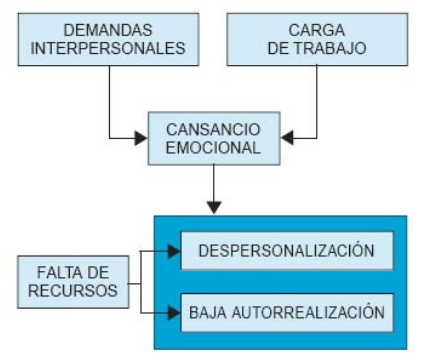 DEMANDAS
INTERPERSONALES
CARGA
DE TRABAJO
CANSANCIO
EMOCIONAL
DESPERSONALIZACIÓN
FALTA DE
RECURSOS
BAJA AUTORREALIZACIÓN